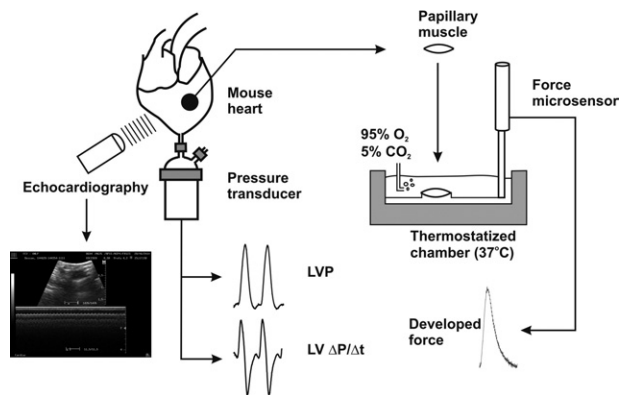 Papillary
muscle
Mouse
heart
Force
microsensor
95% O₂
5% CO₂
Echocardiography
Pressure
transducer
Thermostatized
chamber (37°C)
LVP
Developed
force
LV ΔP/Δt